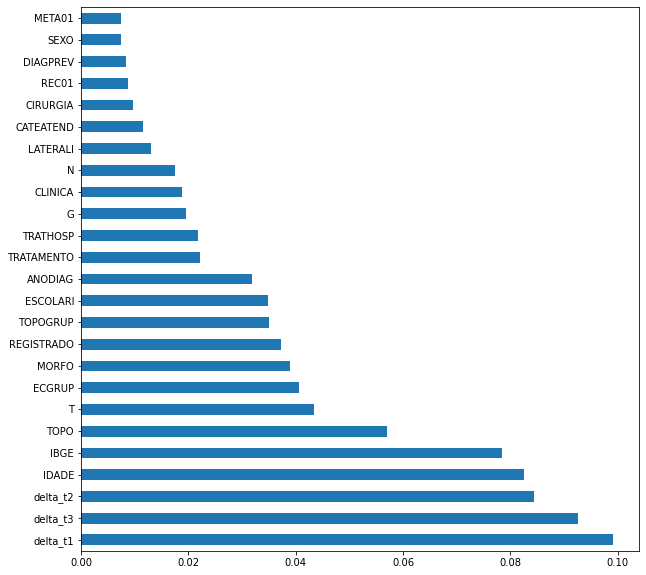 META01
SEXO
DIAGPREV
REC01
CIRURGIA
CATEATEND
LATERALI
N
CLINICA
G
TRATHOSP
TRATAMENTO
ANODIAG
ESCOLARI
TOPOGRUP
REGISTRADO
MORFO
ECGRUP
T
TOPO
IBGE
IDADE
delta_t2
delta_t3
delta_t1
0.00 0.02 0.04 0.06 0.08 0.10